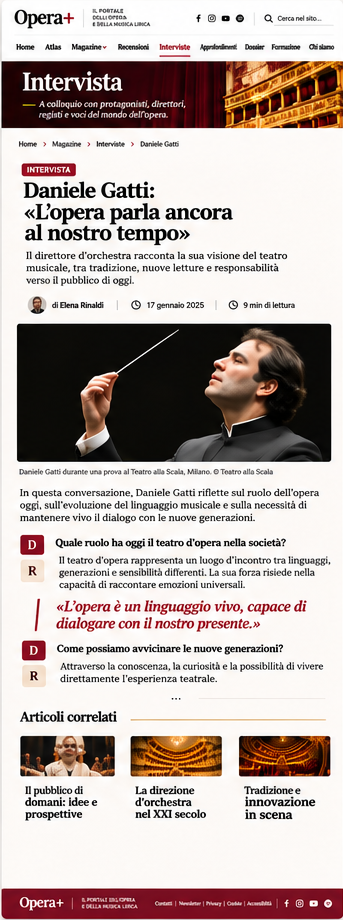 Opera+
IL PORTALE
DELL'OPERA
E DELLA MUSICA LIRICA
Cerca nel sito...
Home Atlas Magazine Recensioni Interviste Approfondimenti Dossier Formazione Chi siamo
Intervista
A colloquio con protagonisti, direttori,
registi e voci del mondo dell'opera.
Home > Magazine > Interviste > Daniele Gatti
INTERVISTA
Daniele Gatti:
«L'opera parla ancora
al nostro tempo»
Il direttore d'orchestra racconta la sua visione del teatro
musicale, tra tradizione, nuove letture e responsabilità
verso il pubblico di oggi.
di Elena Rinaldi | 17 gennaio 2025 | 9 min di lettura
Daniele Gatti durante una prova al Teatro alla Scala, Milano. © Teatro alla Scala
In questa conversazione, Daniele Gatti riflette sul ruolo dell'opera
oggi, sull'evoluzione del linguaggio musicale e sulla necessità di
mantenere vivo il dialogo con le nuove generazioni.
D Quale ruolo ha oggi il teatro d'opera nella società?
R Il teatro d'opera rappresenta un luogo d'incontro tra linguaggi,
generazioni e sensibilità differenti. La sua forza risiede nella
capacità di raccontare emozioni universali.
«L'opera è un linguaggio vivo, capace di
dialogare con il nostro presente.»
D Come possiamo avvicinare le nuove generazioni?
R Attraverso la conoscenza, la curiosità e la possibilità di vivere
direttamente l'esperienza teatrale.
...
Articoli correlati
Il pubblico di
domani: idee e
prospettive
La direzione
d'orchestra
nel XXI secolo
Tradizione e
innovazione
in scena
Opera+
IL PORTALE
E DELLA MUSICA LIRICA
Contatti | Newsletter | Privacy | Cookie | Accessibilità